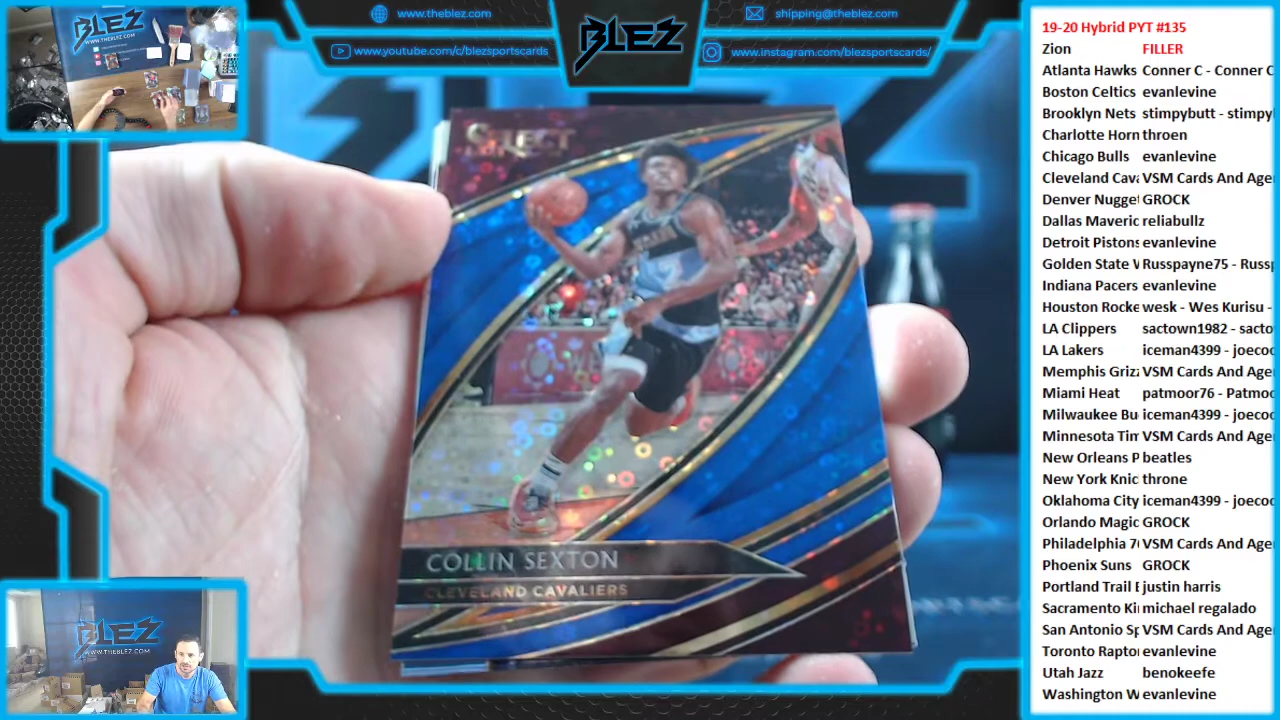 www.theblez.com
shipping@theblez.com
www.youtube.com/c/blezsportscards
BLEZ
www.instagram.com/blezsportscards/
BLEZ
WWW.THEBLEZ.COM
SELECT
COLLIN SEXTON
CLEVELAND CAVALIERS
BLEZ
WWW.THEBLEZ.COM
19-20 Hybrid PYT #135
Zion FILLER
Atlanta Hawks Conner C - Conner C
Boston Celtics evanlevine
Brooklyn Nets stimpybutt - stimpy
Charlotte Horn throen
Chicago Bulls evanlevine
Cleveland Cava VSM Cards And Age
Denver Nugge GROCK
Dallas Maveric reliabullz
Detroit Pistons evanlevine
Golden State Russpayne75 - Russp
Indiana Pacers evanlevine
Houston Rocke wesk - Wes Kurisu -
LA Clippers sactown1982 - sacto
LA Lakers iceman4399 - joecoo
Memphis Griz VSM Cards And Age
Miami Heat patmoor76 - Patmoo
Milwaukee Bu iceman4399 - joecoo
Minnesota Tim VSM Cards And Age
New Orleans P beatles
New York Knic throne
Oklahoma City iceman4399 - joecoo
Orlando Magic GROCK
Philadelphia 7 VSM Cards And Age
Phoenix Suns GROCK
Portland Trail justin harris
Sacramento Ki michael regalado
San Antonio Sp VSM Cards And Age
Toronto Rapto evanlevine
Utah Jazz benokeefe
Washington W evanlevine